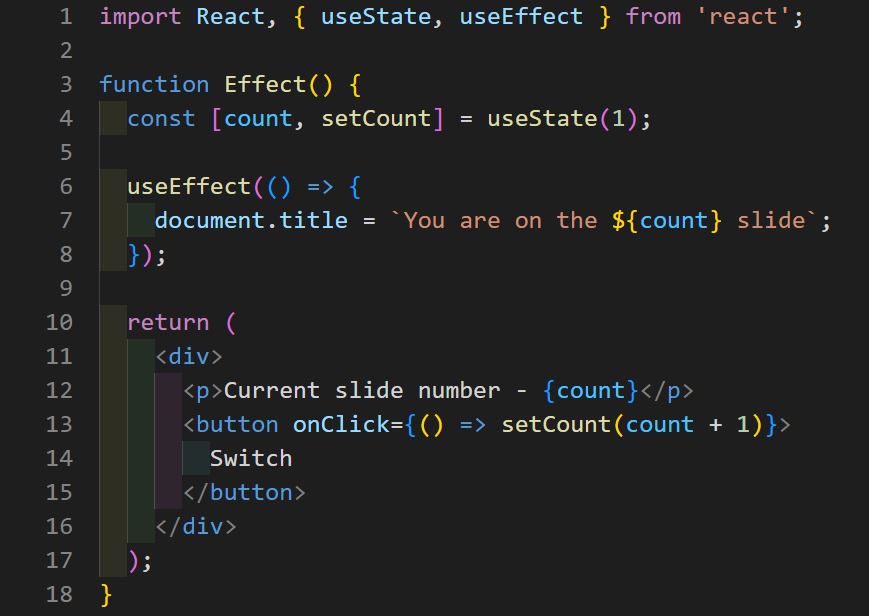 1 import React, { useState, useEffect } from 'react';
2
3 function Effect() {
4   const [count, setCount] = useState(1);
5
6   useEffect(() => {
7     document.title = `You are on the ${count} slide`;
8   });
9
10   return (
11     <div>
12       <p>Current slide number - {count}</p>
13       <button onClick={() => setCount(count + 1)}>
14         Switch
15       </button>
16     </div>
17   );
18 }